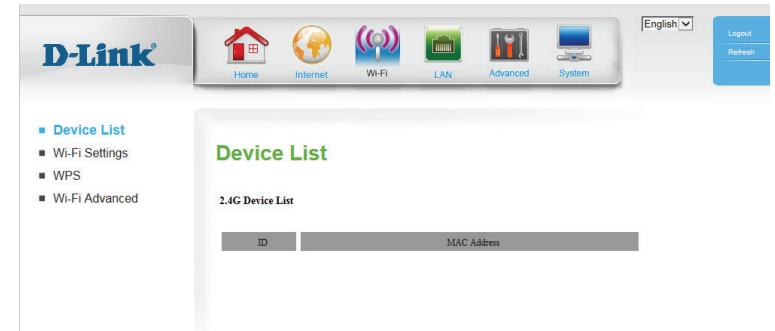 D-Link
Home Internet Wi-Fi LAN Advanced System
English
Logout
Refresh
Device List
Wi-Fi Settings
WPS
Wi-Fi Advanced
Device List
2.4G Device List
ID MAC Address